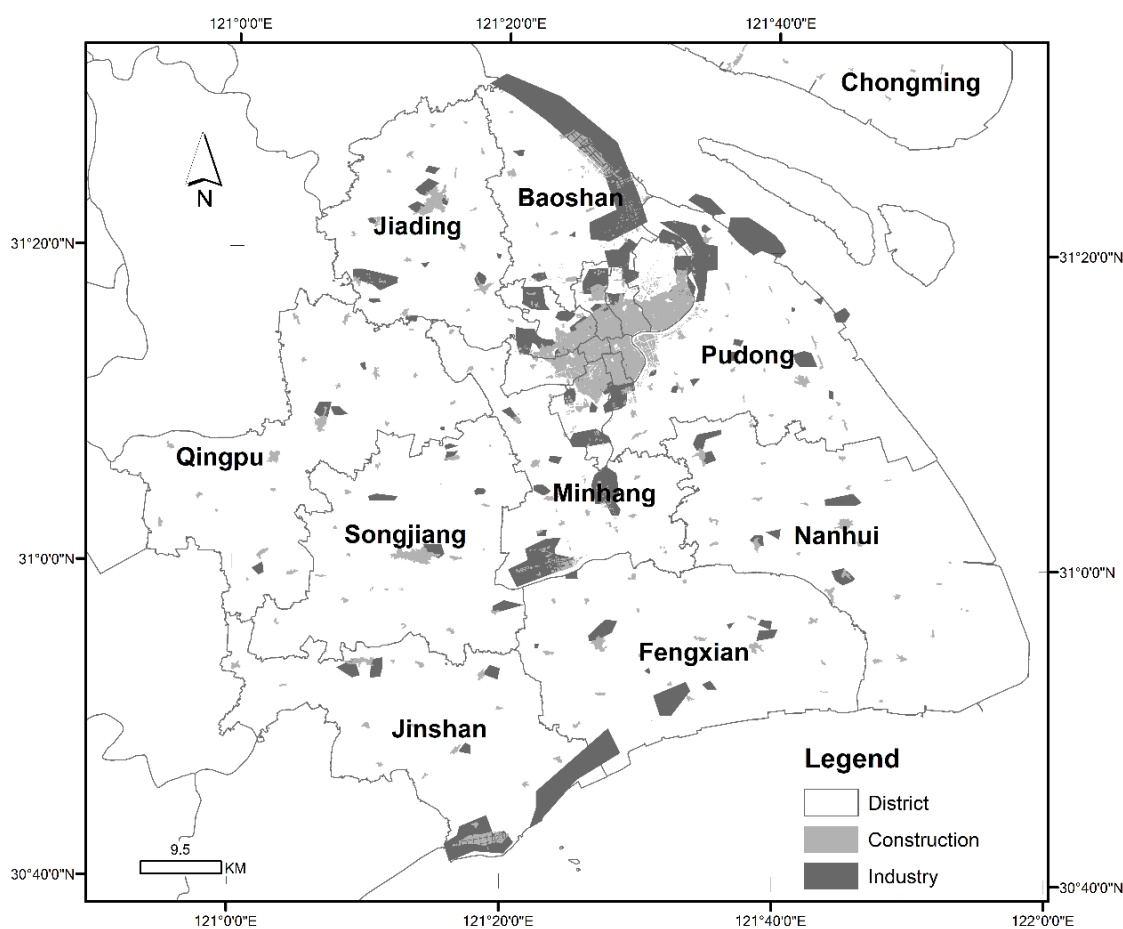 121°0'0"E
121°20'0"E
121°40'0"E
Chongming
N
Baoshan
Jiading
31°20'0"N
31°20'0"N
Pudong
Qingpu
Minhang
Songjiang
Nanhui
31°0'0"N
31°0'0"N
Fengxian
Jinshan
Legend
District
Construction
Industry
9.5
KM
30°40'0"N
30°40'0"N
121°0'0"E
121°20'0"E
121°40'0"E
122°0'0"E